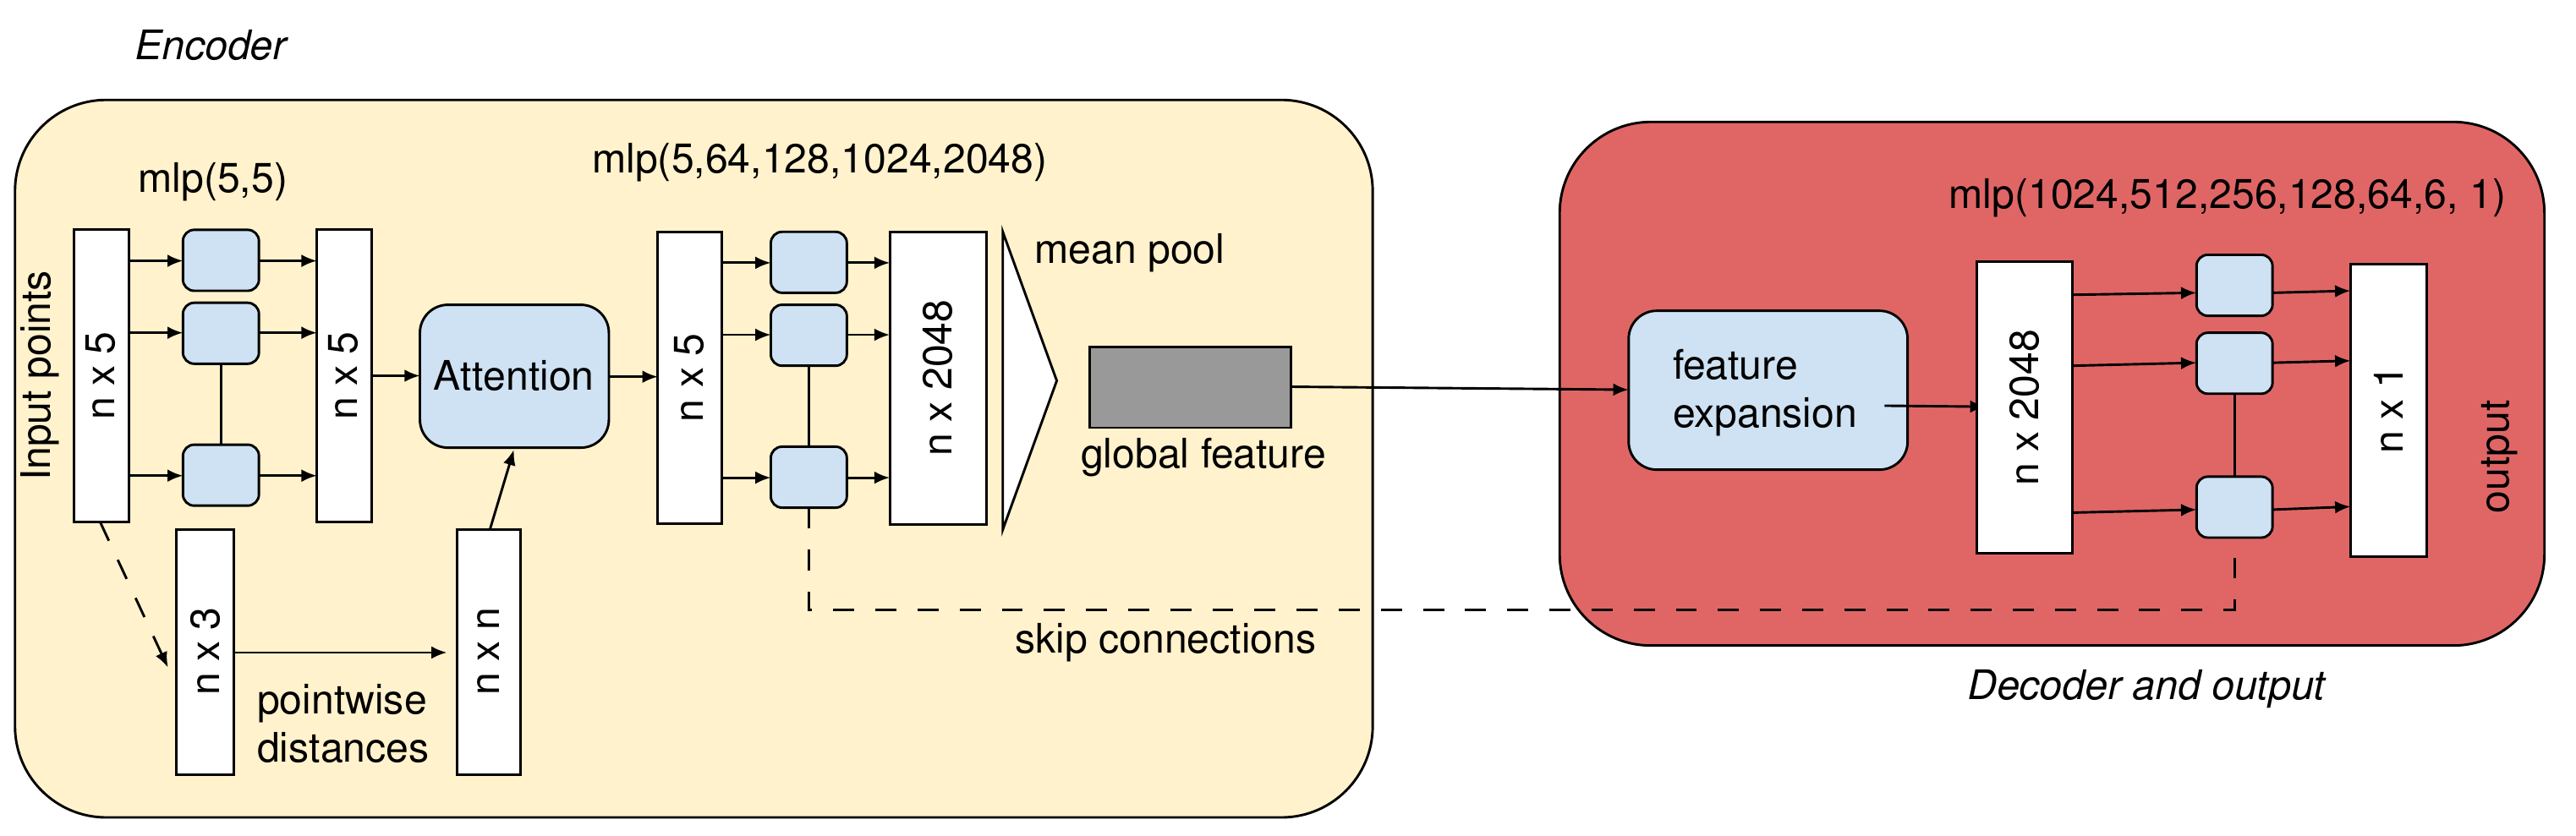 Encoder
mlp(5,5)
mlp(5,64,128,1024,2048)
Input points
n x 5
n x 5
Attention
n x 5
n x 2048
mean pool
global feature
n x 3
pointwise
distances
n x n
skip connections
mlp(1024,512,256,128,64,6, 1)
feature
expansion
n x 2048
n x 1
output
Decoder and output